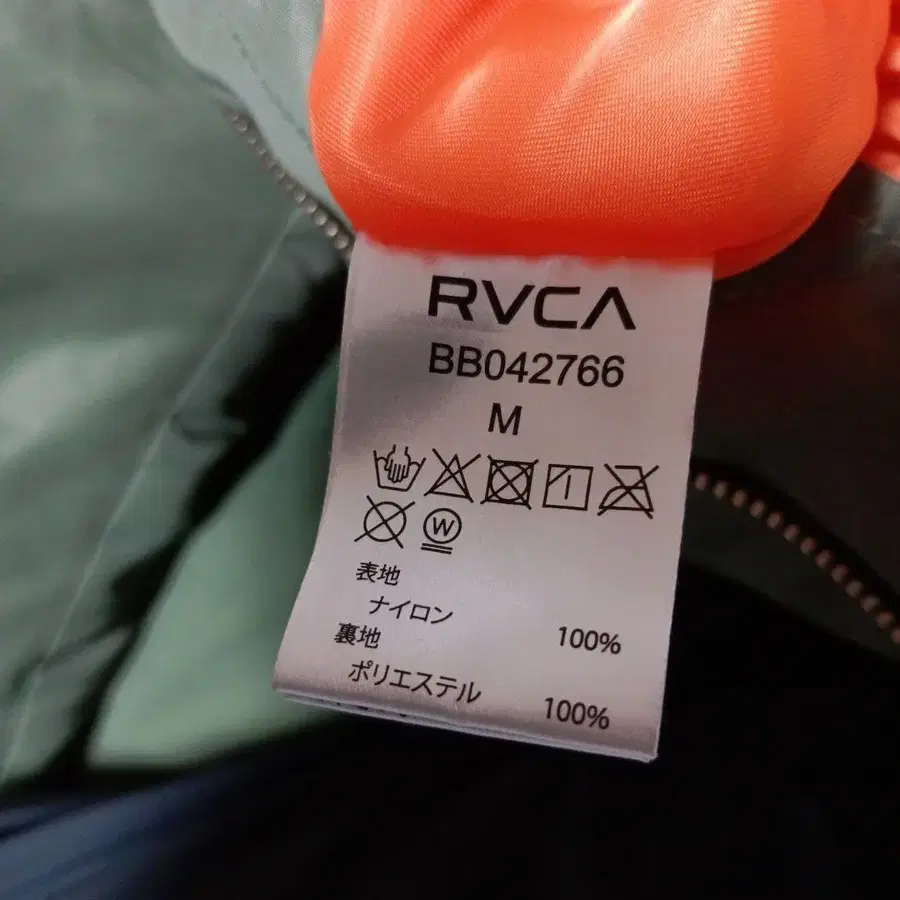 RVCA
BB042766
M
W
表地
ナイロン 100%
裏地
ポリエステル 100%